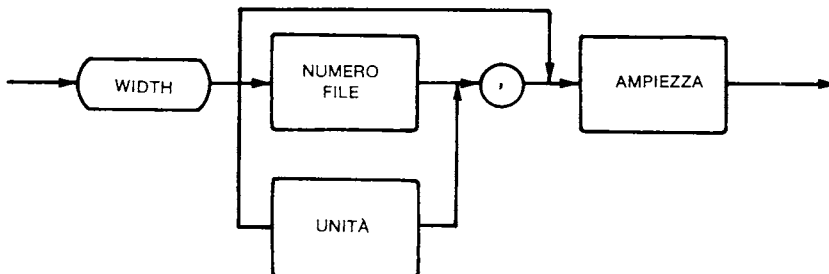 WIDTH
NUMERO
FILE
,
AMPIEZZA
UNITÀ